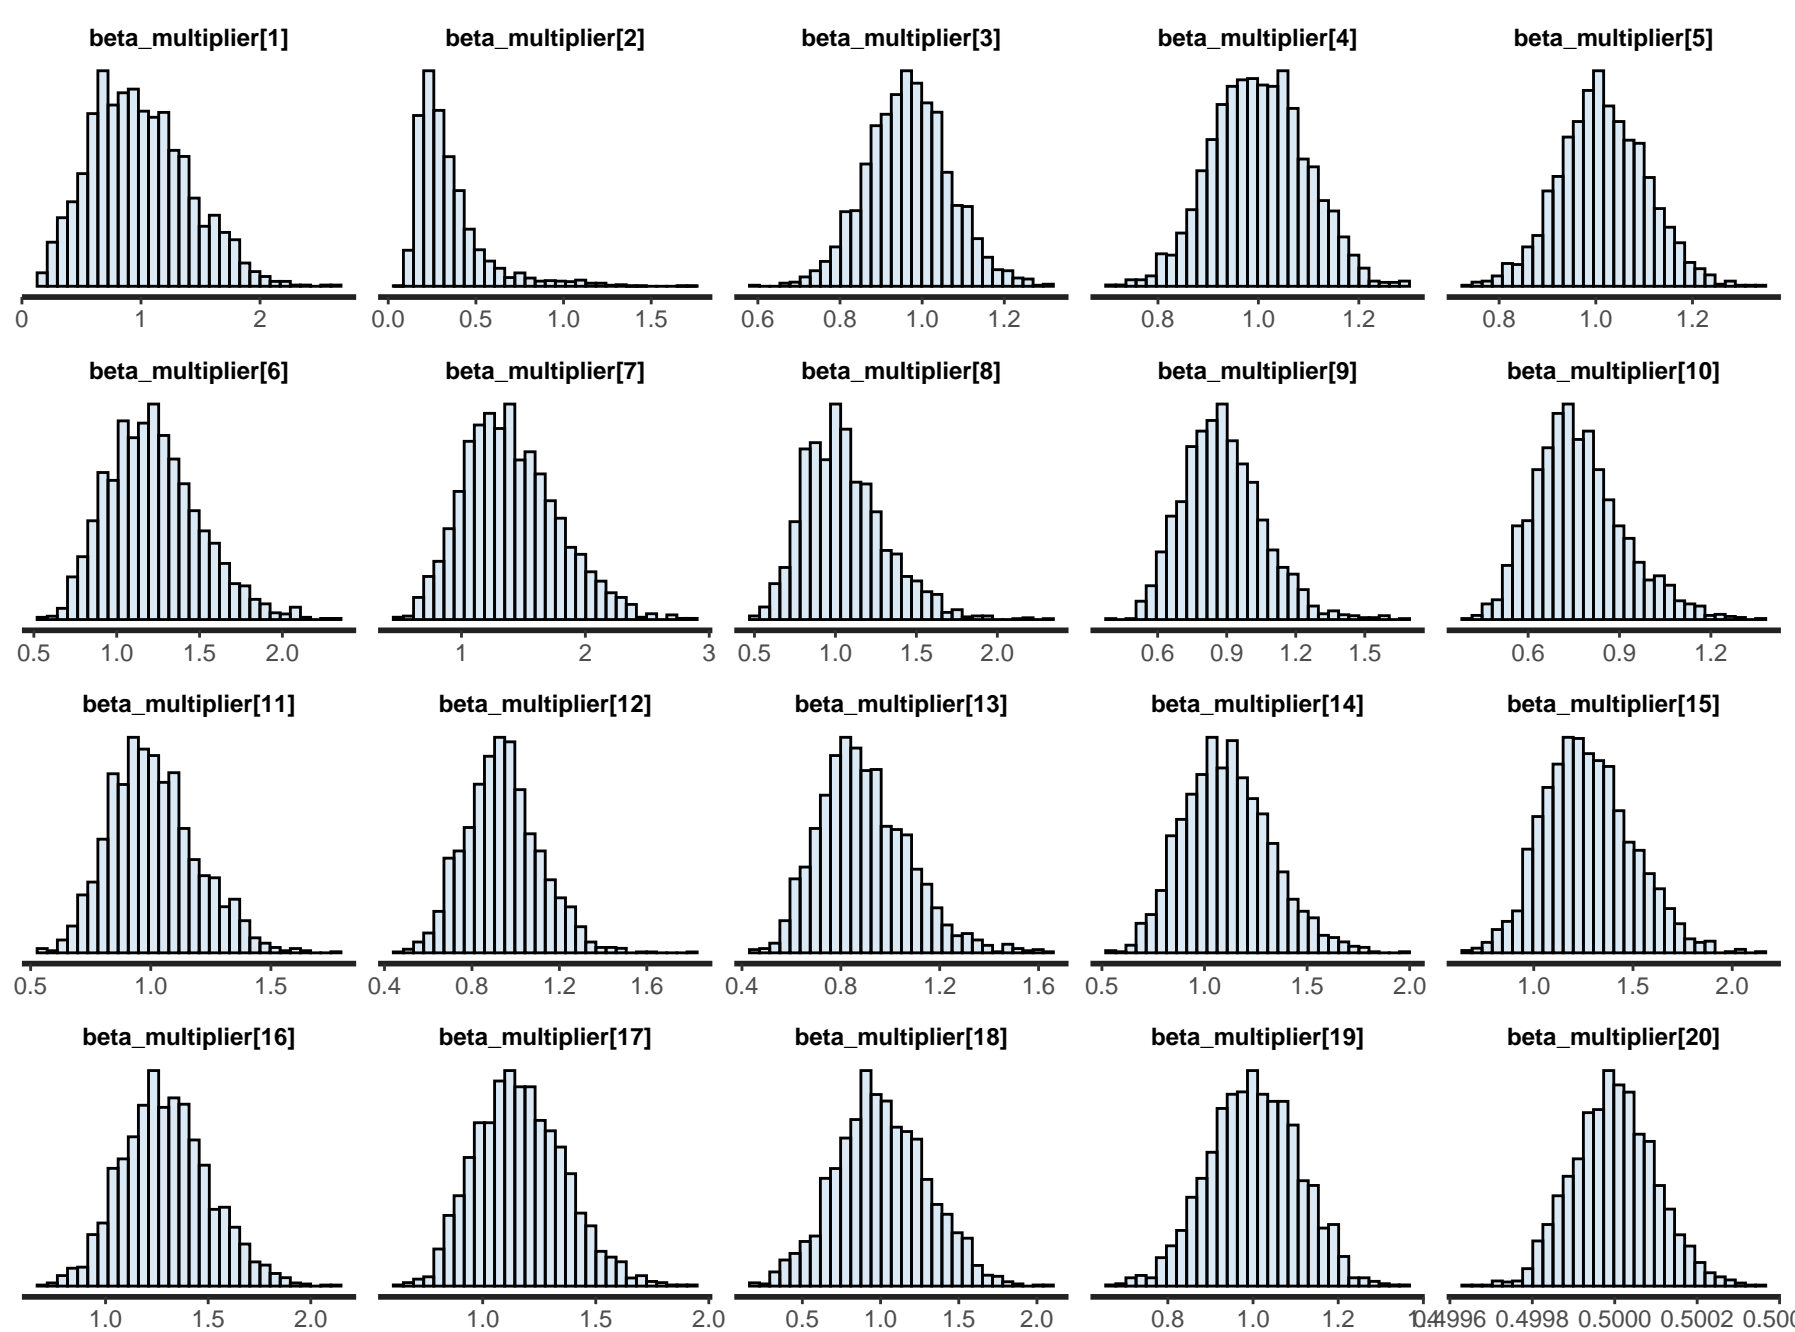 beta_multiplier[1] beta_multiplier[2] beta_multiplier[3] beta_multiplier[4] beta_multiplier[5]
0 1 2 0.0 0.5 1.0 1.5 0.6 0.8 1.0 1.2 0.8 1.0 1.2 0.8 1.0 1.2
beta_multiplier[6] beta_multiplier[7] beta_multiplier[8] beta_multiplier[9] beta_multiplier[10]
0.5 1.0 1.5 2.0 1 2 3 0.5 1.0 1.5 2.0 0.6 0.9 1.2 1.5 0.6 0.9 1.2
beta_multiplier[11] beta_multiplier[12] beta_multiplier[13] beta_multiplier[14] beta_multiplier[15]
0.5 1.0 1.5 0.4 0.8 1.2 1.6 0.4 0.8 1.2 1.6 0.5 1.0 1.5 2.0 1.0 1.5 2.0
beta_multiplier[16] beta_multiplier[17] beta_multiplier[18] beta_multiplier[19] beta_multiplier[20]
1.0 1.5 2.0 1.0 1.5 2.0 0.5 1.0 1.5 2.0 0.8 1.0 1.2 1.4 0.4996 0.4998 0.5000 0.5002